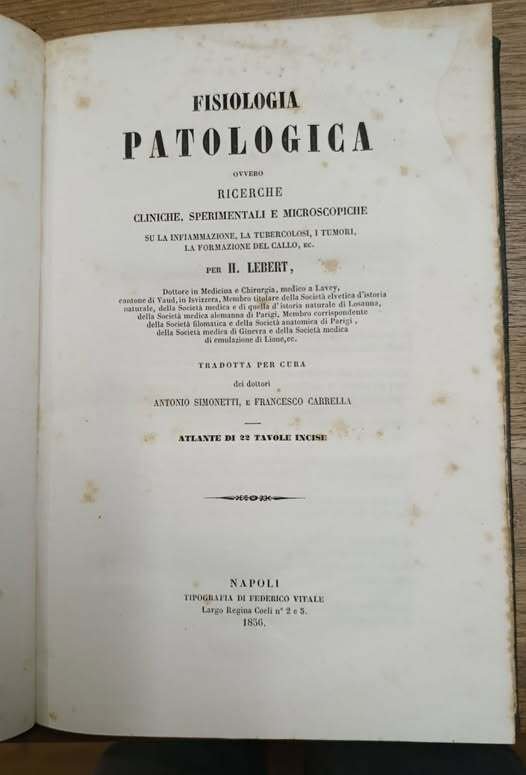 FISIOLOGIA
PATOLOGICA
OVVERO
RICERCHE
CLINICHE, SPERIMENTALI E MICROSCOPICHE
SU LA INFIAMMAZIONE, LA TUBERCOLOSI, I TUMORI,
LA FORMAZIONE DEL CALLO, EC.
PER H. LEBERT,
Dottore in Medicina e Chirurgia, medico a Lavey,
cantone di Vaud, in Isvizzera, Membro titolare della Società elvetica d'istoria
naturale, della Società medica e di quella d'istoria naturale di Losanna,
della Società medica alemanna di Parigi, Membro corrispondente
della Società filomatica e della Società anatomica di Parigi,
della Società medica di Ginevra e della Società medica
di emulazione di Lione, ec.
TRADOTTA PER CURA
dei dottori
ANTONIO SIMONETTI, E FRANCESCO CARRELLA
ATLANTE DI 22 TAVOLE INCISE
NAPOLI
TIPOGRAFIA DI FEDERICO VITALE
Largo Regina Coeli nº 2 e 3.
1856.